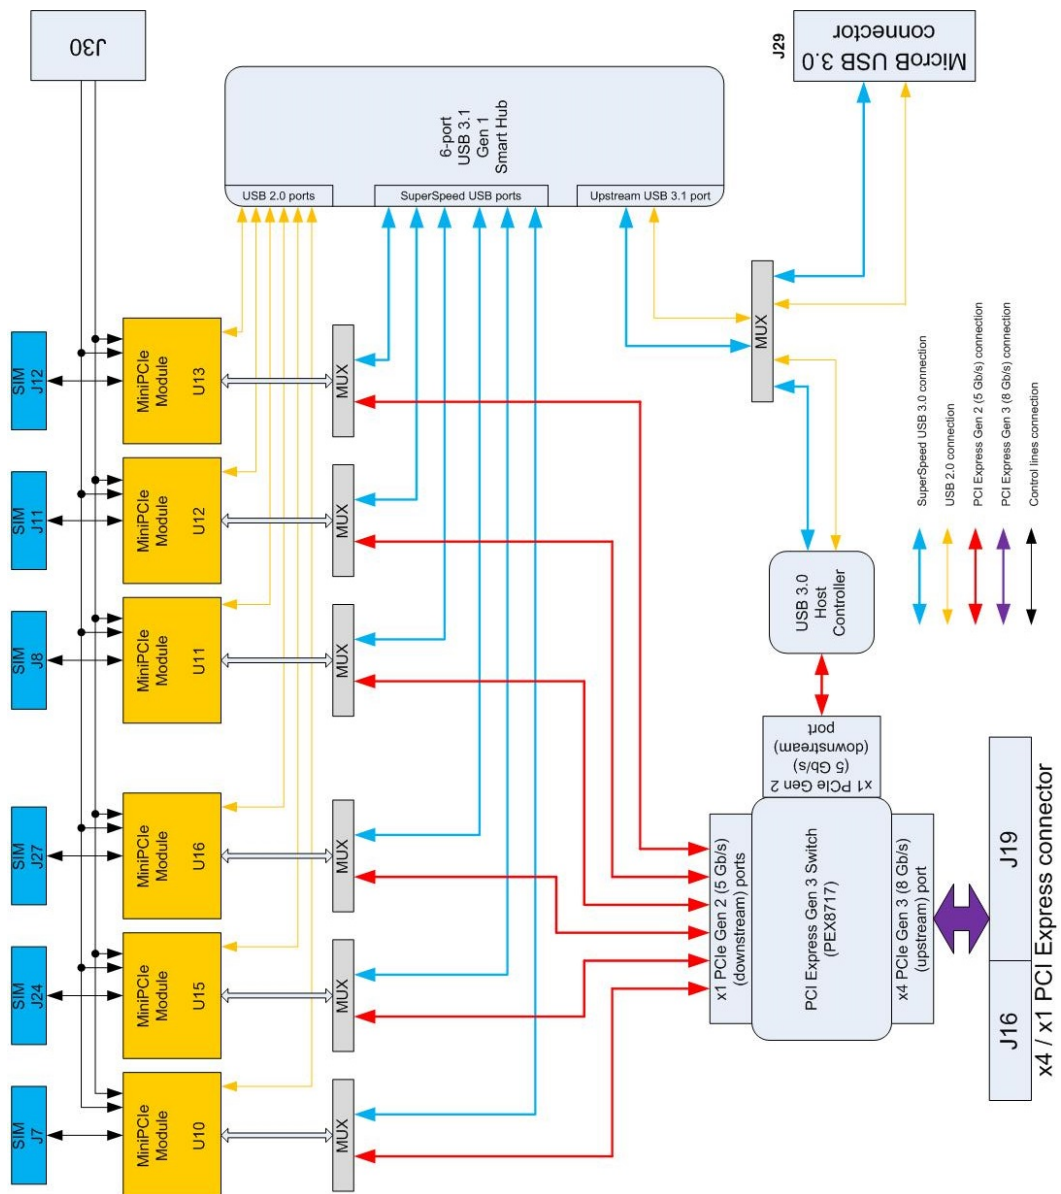 J30
J29
MicroB USB 3.0
connector
6-port
USB 3.1
Gen 1
Smart Hub
USB 2.0 ports
SuperSpeed USB ports
Upstream USB 3.1 port
SIM
J12
MiniPCIe
Module
U13
MUX
MUX
SIM
J11
MiniPCIe
Module
U12
MUX
SIM
J8
MiniPCIe
Module
U11
MUX
SIM
J27
MiniPCIe
Module
U16
MUX
SIM
J24
MiniPCIe
Module
U15
MUX
SIM
J7
MiniPCIe
Module
U10
MUX
USB 3.0
Host
Controller
x1 PCIe Gen 2
(5 Gb/s)
(downstream)
port
x1 PCIe Gen 2 (5 Gb/s)
(downstream) ports
PCI Express Gen 3 Switch
(PEX8717)
x4 PCIe Gen 3 (8 Gb/s)
(upstream) port
J16
J19
x4 / x1 PCI Express connector
SuperSpeed USB 3.0 connection
USB 2.0 connection
PCI Express Gen 2 (5 Gb/s) connection
PCI Express Gen 3 (8 Gb/s) connection
Control lines connection